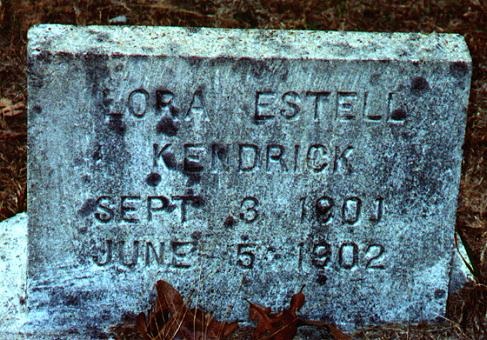 LORA ESTELL
KENDRICK
SEPT 3 1901
JUNE 5 1902